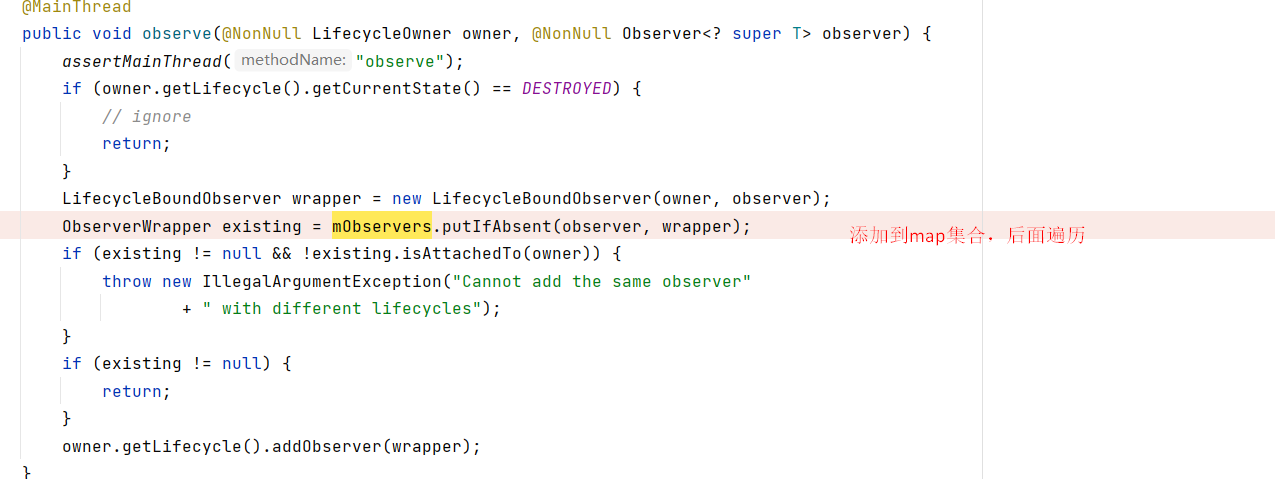 @MainThread
public void observe(@NonNull LifecycleOwner owner, @NonNull Observer<? super T> observer) {
assertMainThread( methodName: "observe");
if (owner.getLifecycle().getCurrentState() == DESTROYED) {
// ignore
return;
}
LifecycleBoundObserver wrapper = new LifecycleBoundObserver(owner, observer);
ObserverWrapper existing = mObservers.putIfAbsent(observer, wrapper);
添加到map集合，后面遍历
if (existing != null && !existing.isAttachedTo(owner)) {
throw new IllegalArgumentException("Cannot add the same observer"
+ " with different lifecycles");
}
if (existing != null) {
return;
}
owner.getLifecycle().addObserver(wrapper);
}